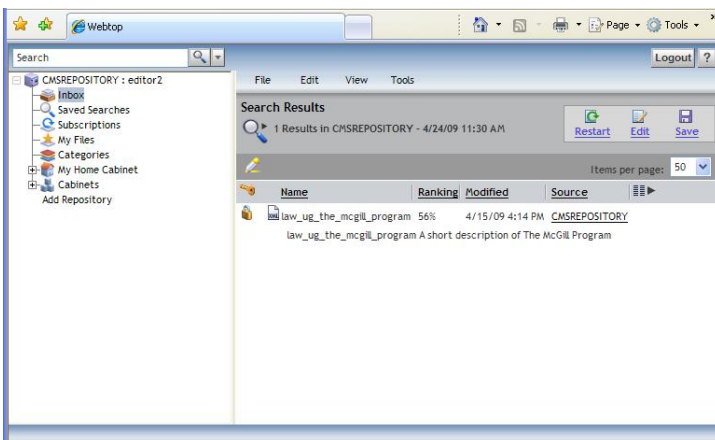 Webtop
Page
Tools
Search
Logout
?
CMSREPOSITORY : editor2
Inbox
Saved Searches
Subscriptions
My Files
Categories
My Home Cabinet
Cabinets
Add Repository
File Edit View Tools
Search Results
1 Results in CMSREPOSITORY - 4/24/09 11:30 AM
Restart Edit Save
Items per page: 50
Name Ranking Modified Source
law_ug_the_mcgill_program 56% 4/15/09 4:14 PM CMSREPOSITORY
law_ug_the_mcgill_program A short description of The McGill Program